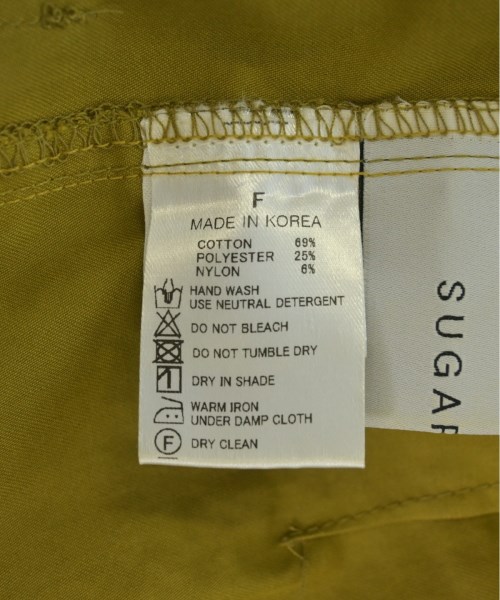 F
MADE IN KOREA
COTTON 69%
POLYESTER 25%
NYLON 6%
HAND WASH
USE NEUTRAL DETERGENT
DO NOT BLEACH
DO NOT TUMBLE DRY
DRY IN SHADE
WARM IRON
UNDER DAMP CLOTH
F DRY CLEAN
SUGAR